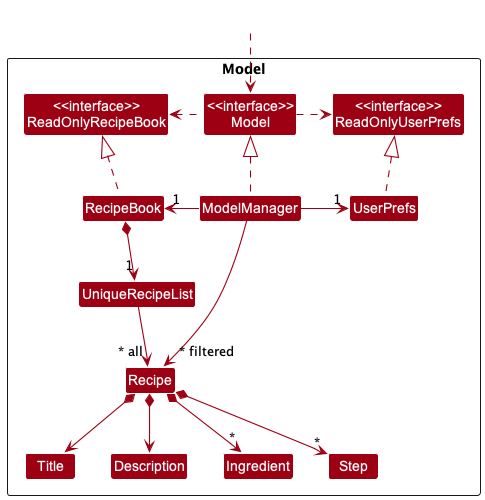 Model
<<interface>>
ReadOnlyRecipeBook
<<interface>>
Model
<<interface>>
ReadOnlyUserPrefs
RecipeBook
1
ModelManager
1
UserPrefs
1
UniqueRecipeList
* all
* filtered
Recipe
*
*
Title
Description
Ingredient
Step